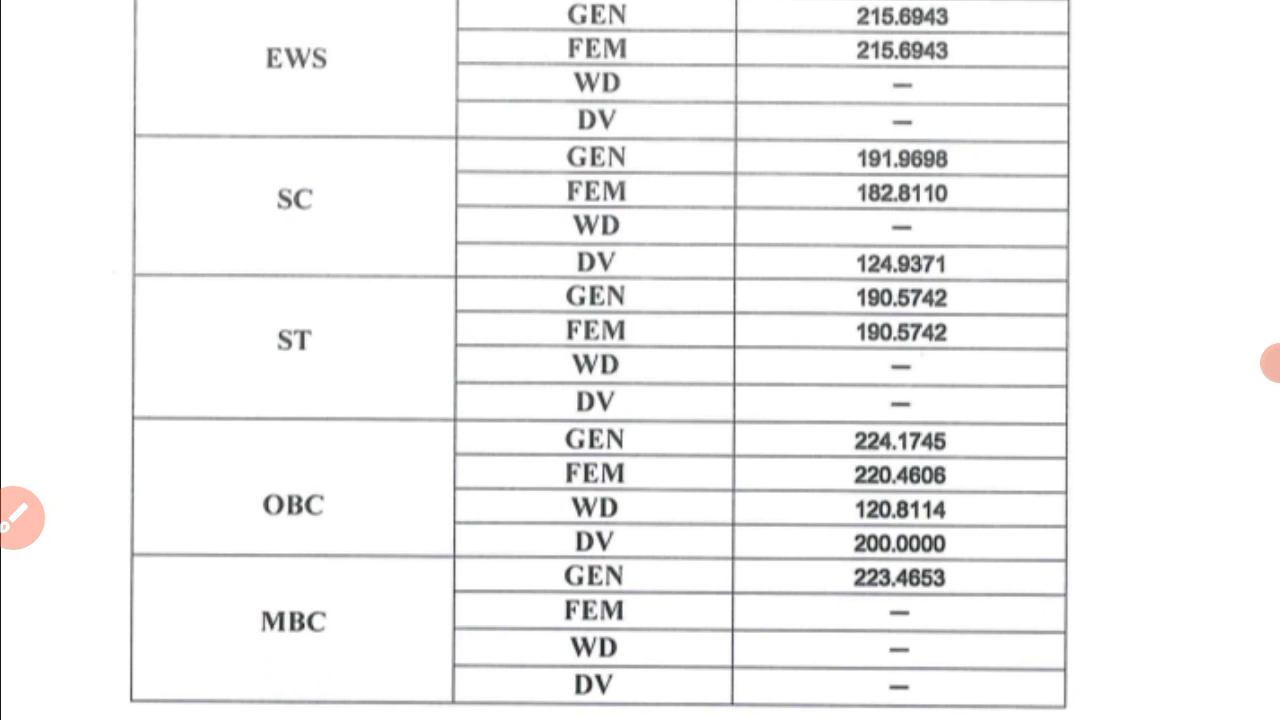 EWS
GEN 215.6943
FEM 215.6943
WD —
DV —
SC
GEN 191.9698
FEM 182.8110
WD —
DV 124.9371
ST
GEN 190.5742
FEM 190.5742
WD —
DV —
OBC
GEN 224.1745
FEM 220.4606
WD 120.8114
DV 200.0000
MBC
GEN 223.4653
FEM —
WD —
DV —